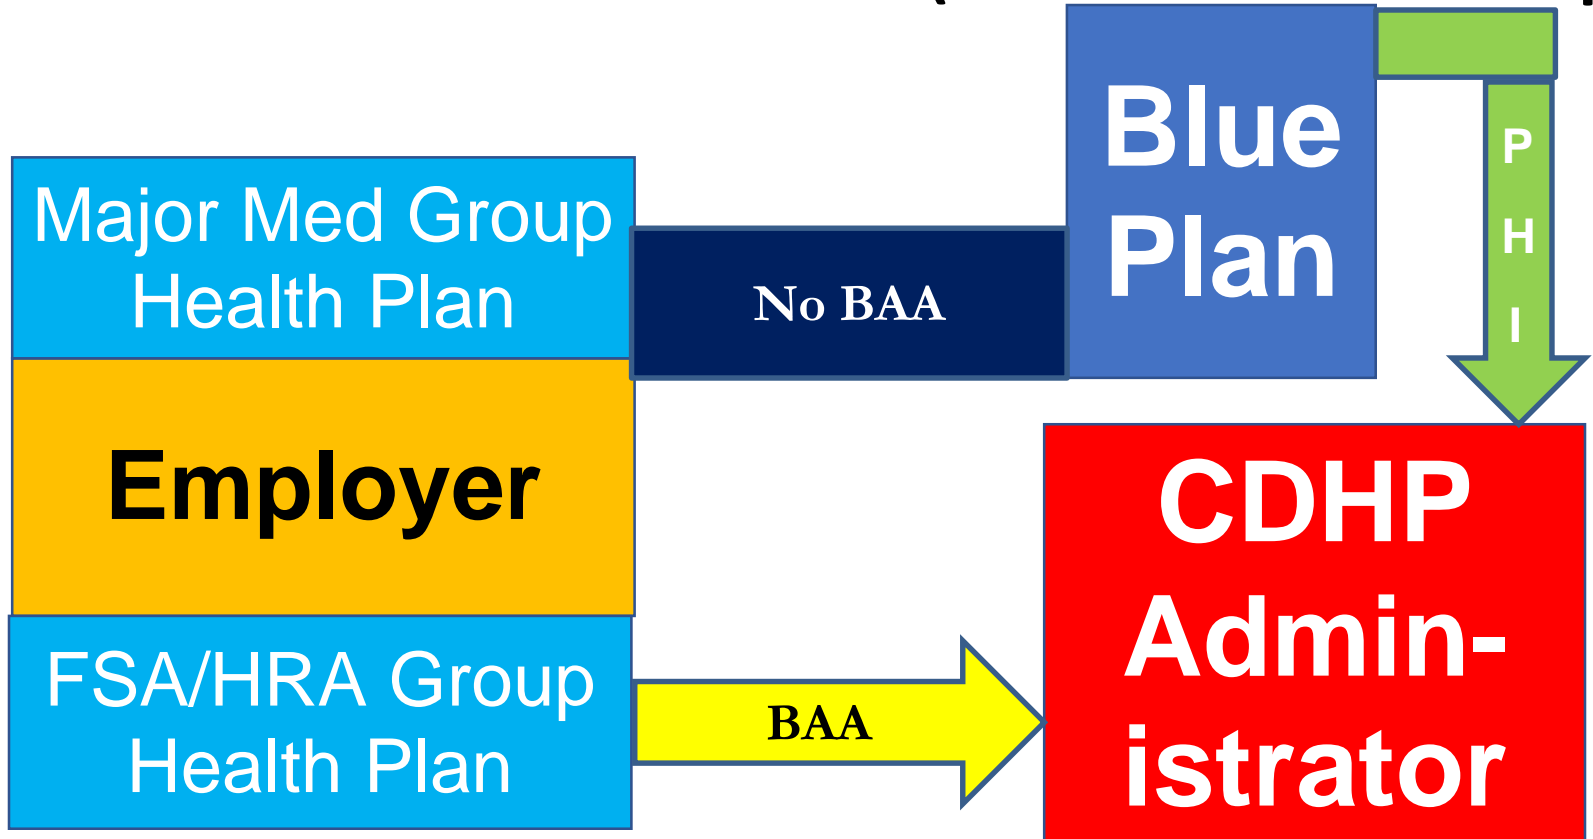 Blue
Plan
P
H
I
Major Med Group
Health Plan
No BAA
Employer
FSA/HRA Group
Health Plan
BAA
CDHP
Admin-
istrator